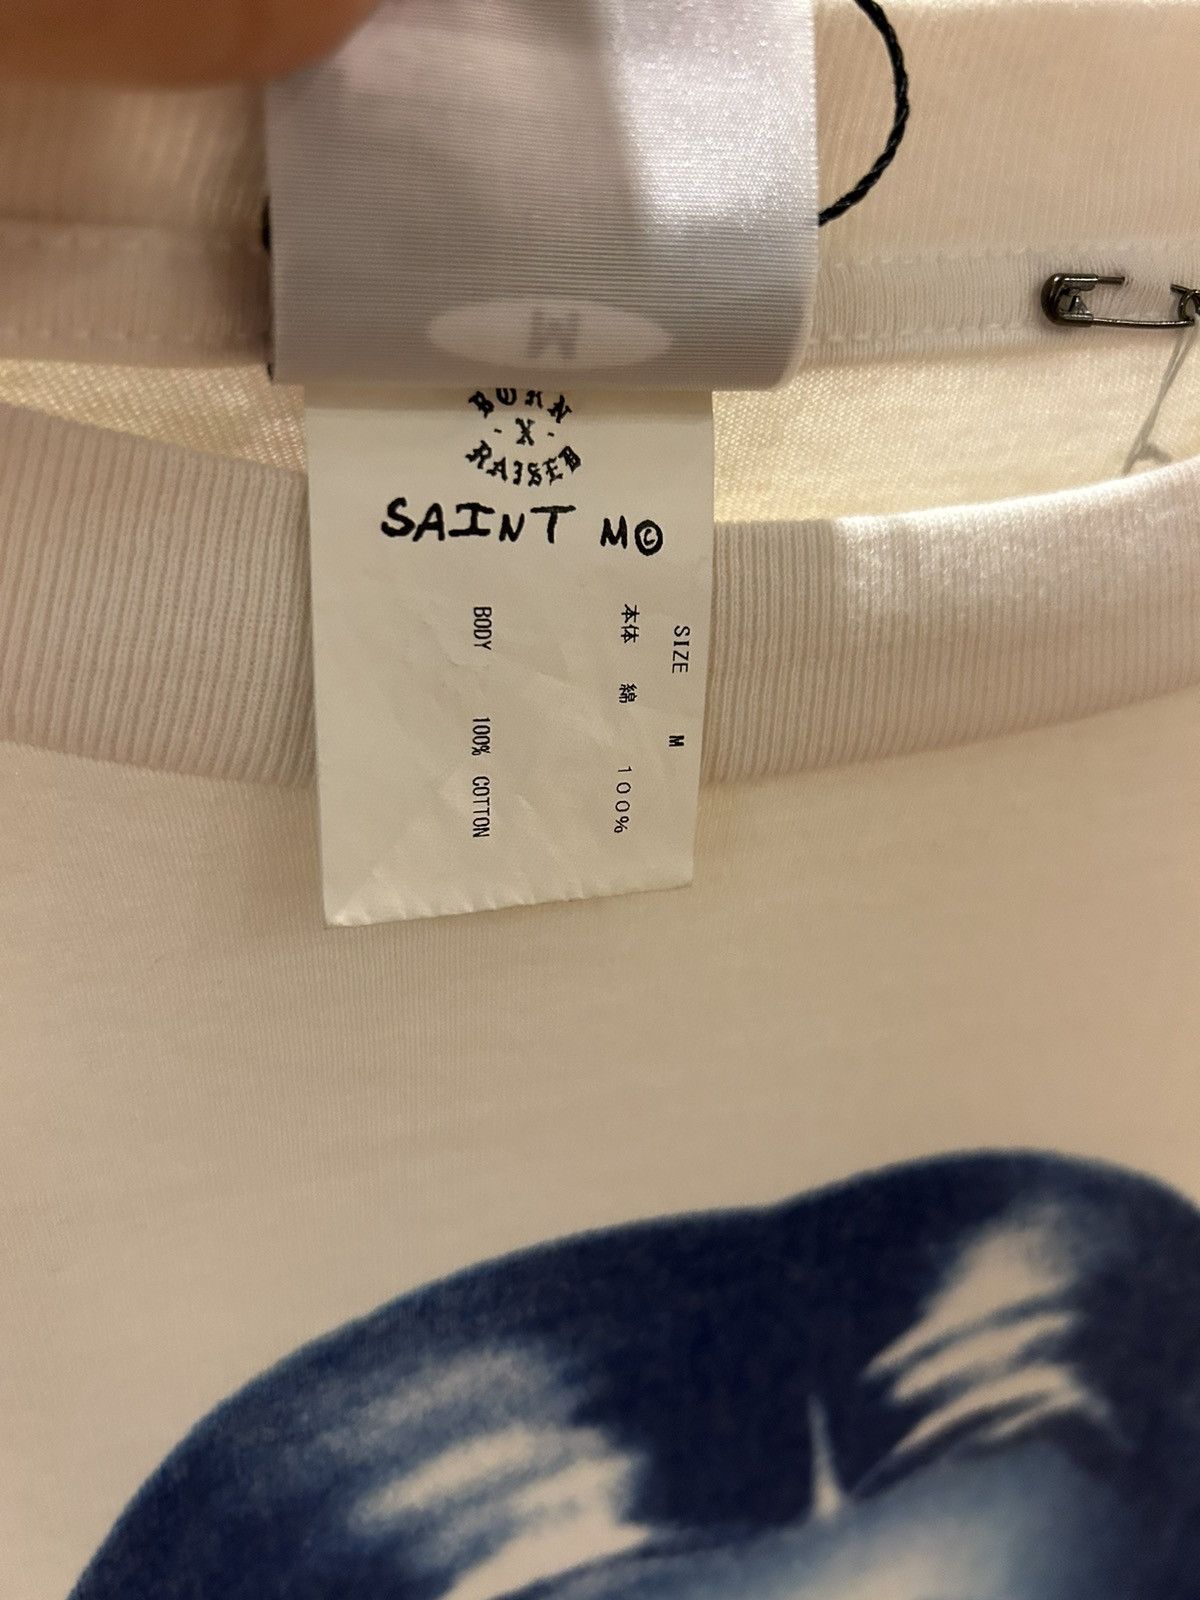 M
BORN
- X -
RAISED
SAINT M©
SIZE M
本体 綿 100%
BODY 100% COTTON